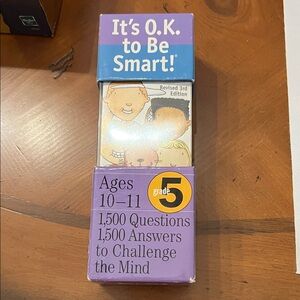 It's O.K.
to Be
Smart!
Revised 3rd
Edition
Ages
10–11
grade 5
1,500 Questions
1,500 Answers
to Challenge
the Mind